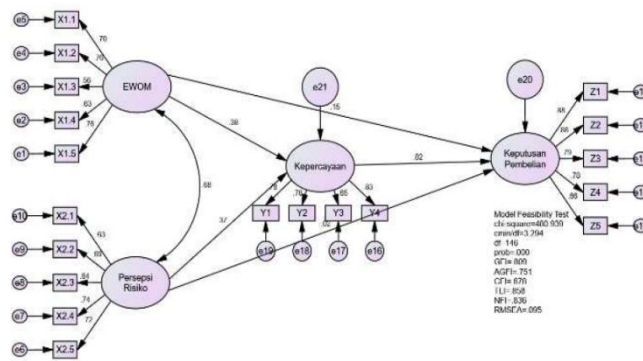 e5 X1.1
e4 X1.2
e3 X1.3
e2 X1.4
e1 X1.5
.56
.63
.76
EWOM
e21
e20
.15
.38
.68
.37
.02
Kepercayaan
.82
Keputusan
Pembelian
Z1
Z2
Z3
.79
Z4
Z5
.83
Y1 Y2 Y3 Y4
e19 e18 e17 e16
e10 X2.1
e9 X2.2
e8 X2.3
e7 X2.4
e6 X2.5
.63
.64
.74
.72
Persepsi
Risiko
Model Feasibility Test
chi-square=480.939
cmin/df=3.294
df=146
prob=.000
GFI=.809
AGFI=.751
CFI=.876
TLI=.858
NFI=.836
RMSEA=.095